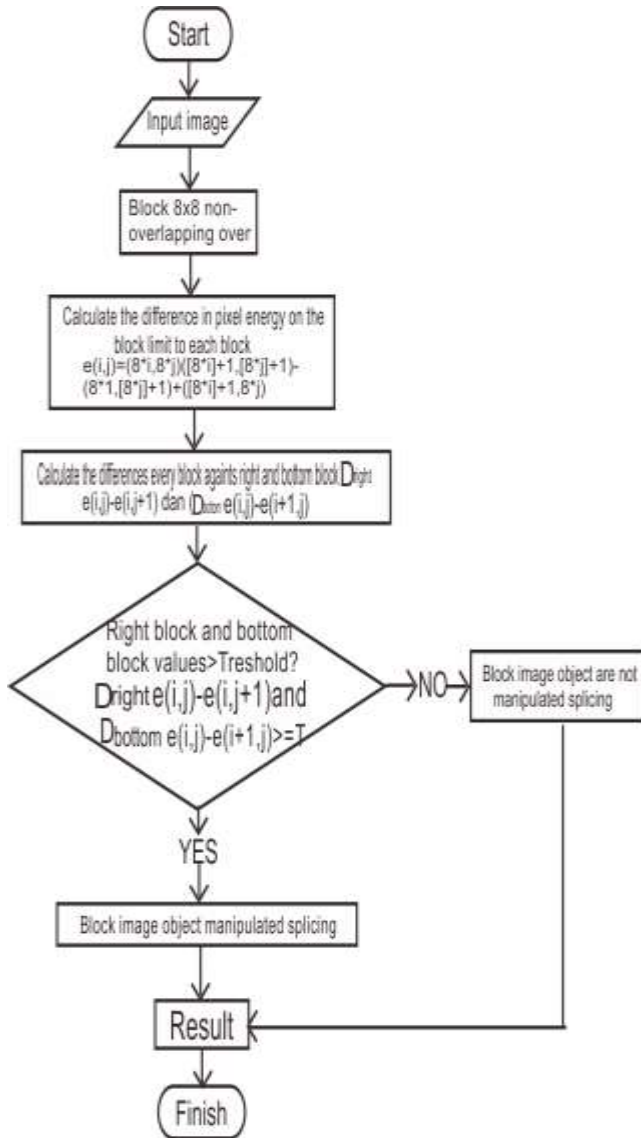 Start
Input image
Block 8x8 non-
overlapping over
Calculate the difference in pixel energy on the
block limit to each block
e(i,j)=(8*i,8*j)([8*i]+1,[8*j]+1)-
(8*1,[8*j]+1)+([8*i]+1,8*j)
Calculate the differences every block againts right and bottom block Dright
e(i,j)-e(i,j+1) dan (Dbotton e(i,j)-e(i+1,j)
Right block and bottom
block values>Treshold?
Dright e(i,j)-e(i,j+1)and
Dbottom e(i,j)-e(i+1,j)>=T
NO
Block image object are not
manipulated splicing
YES
Block image object manipulated splicing
Result
Finish